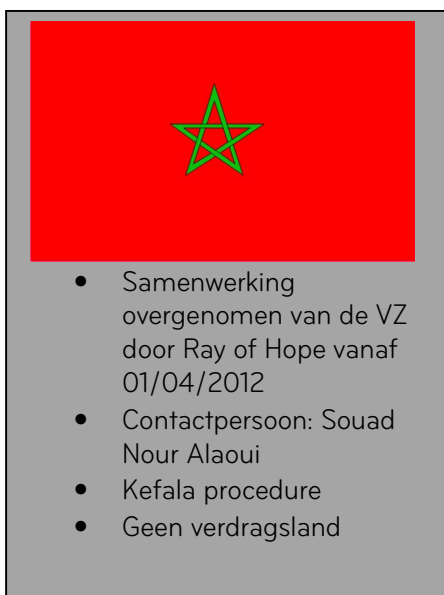 • Samenwerking
overgenomen van de VZ
door Ray of Hope vanaf
01/04/2012
• Contactpersoon: Souad
Nour Alaoui
• Kefala procedure
• Geen verdragsland